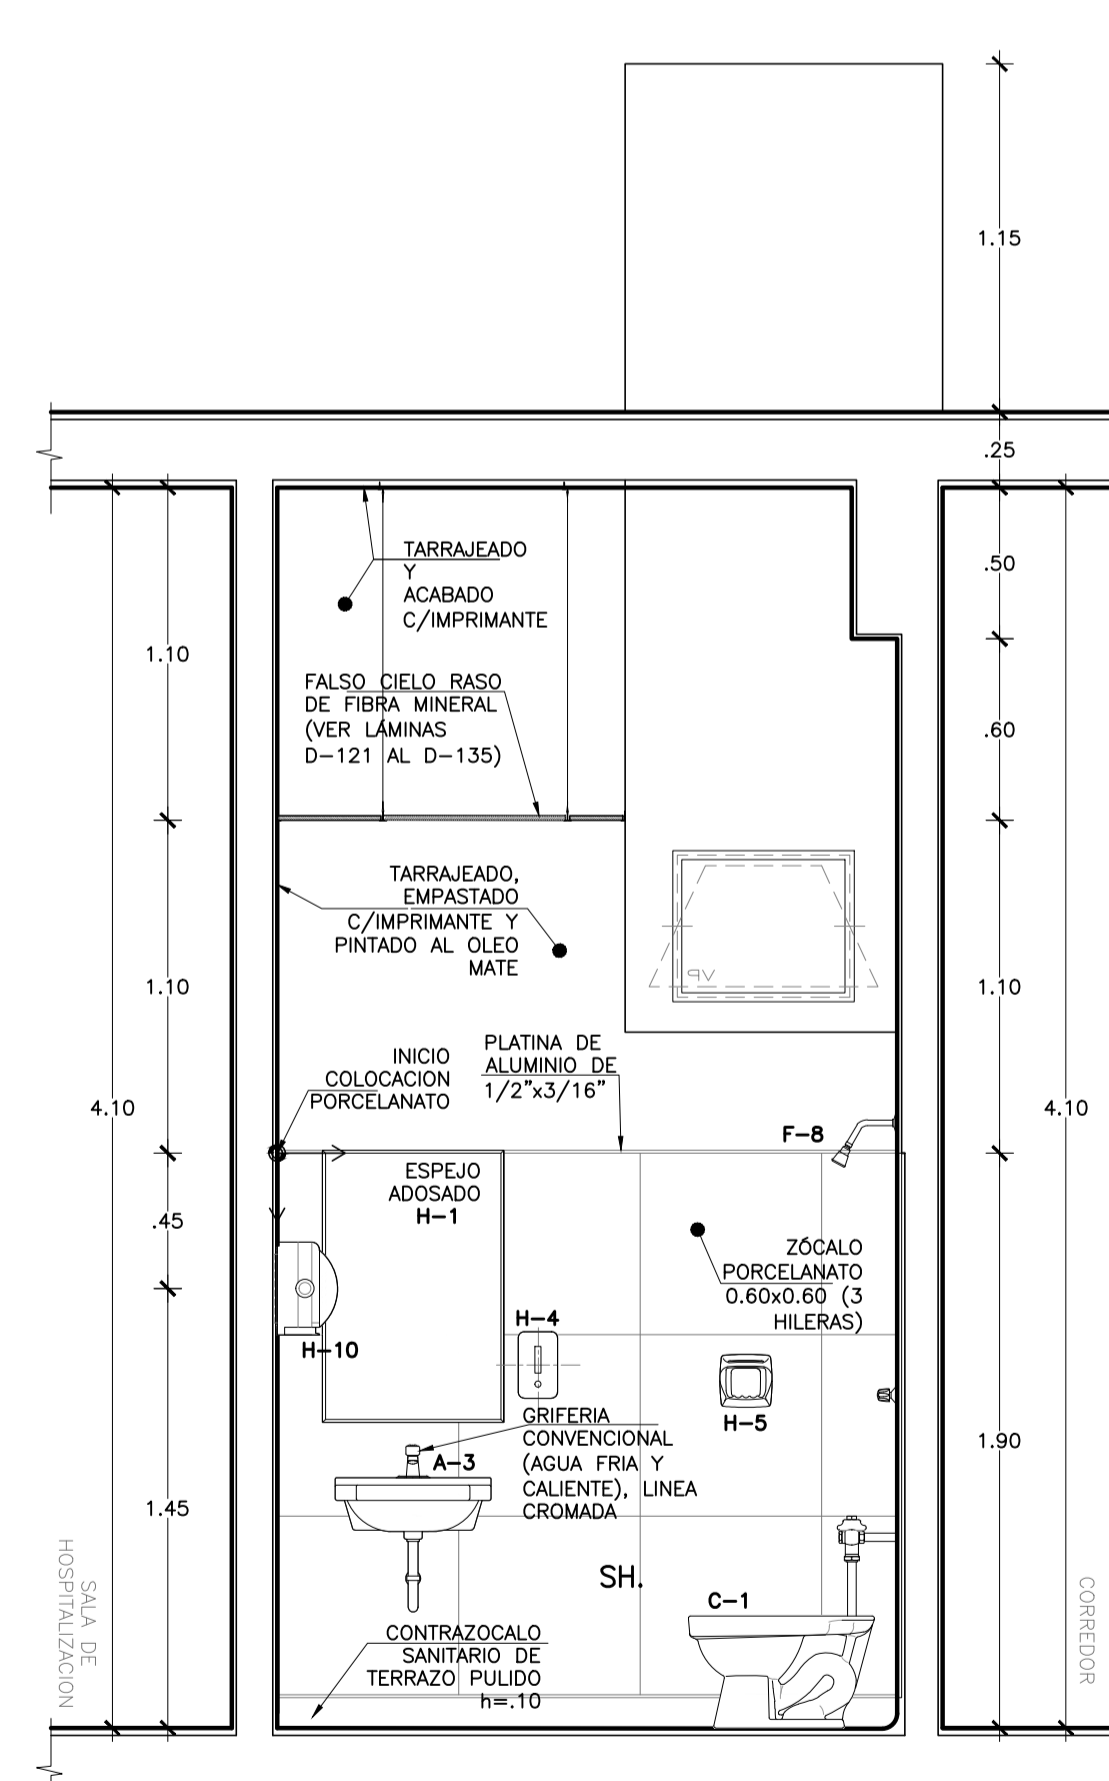 1.15
.25
.50
TARRAJEADO
Y
ACABADO
C/IMPRIMANTE
1.10
FALSO CIELO RASO
DE FIBRA MINERAL
(VER LÁMINAS
D-121 AL D-135)
.60
TARRAJEADO,
EMPASTADO
C/IMPRIMANTE Y
PINTADO AL OLEO
MATE
VP
1.10
1.10
INICIO
COLOCACION
PORCELANATO
PLATINA DE
ALUMINIO DE
1/2"x3/16"
4.10
4.10
F-8
ESPEJO
ADOSADO
H-1
.45
ZÓCALO
PORCELANATO
0.60x0.60 (3
HILERAS)
H-4
H-10
H-5
GRIFERIA
CONVENCIONAL
(AGUA FRIA Y
CALIENTE), LINEA
CROMADA
A-3
1.90
1.45
SH.
C-1
CONTRAZOCALO
SANITARIO DE
TERRAZO PULIDO
h=.10
SALA DE
HOSPITALIZACION
CORREDOR